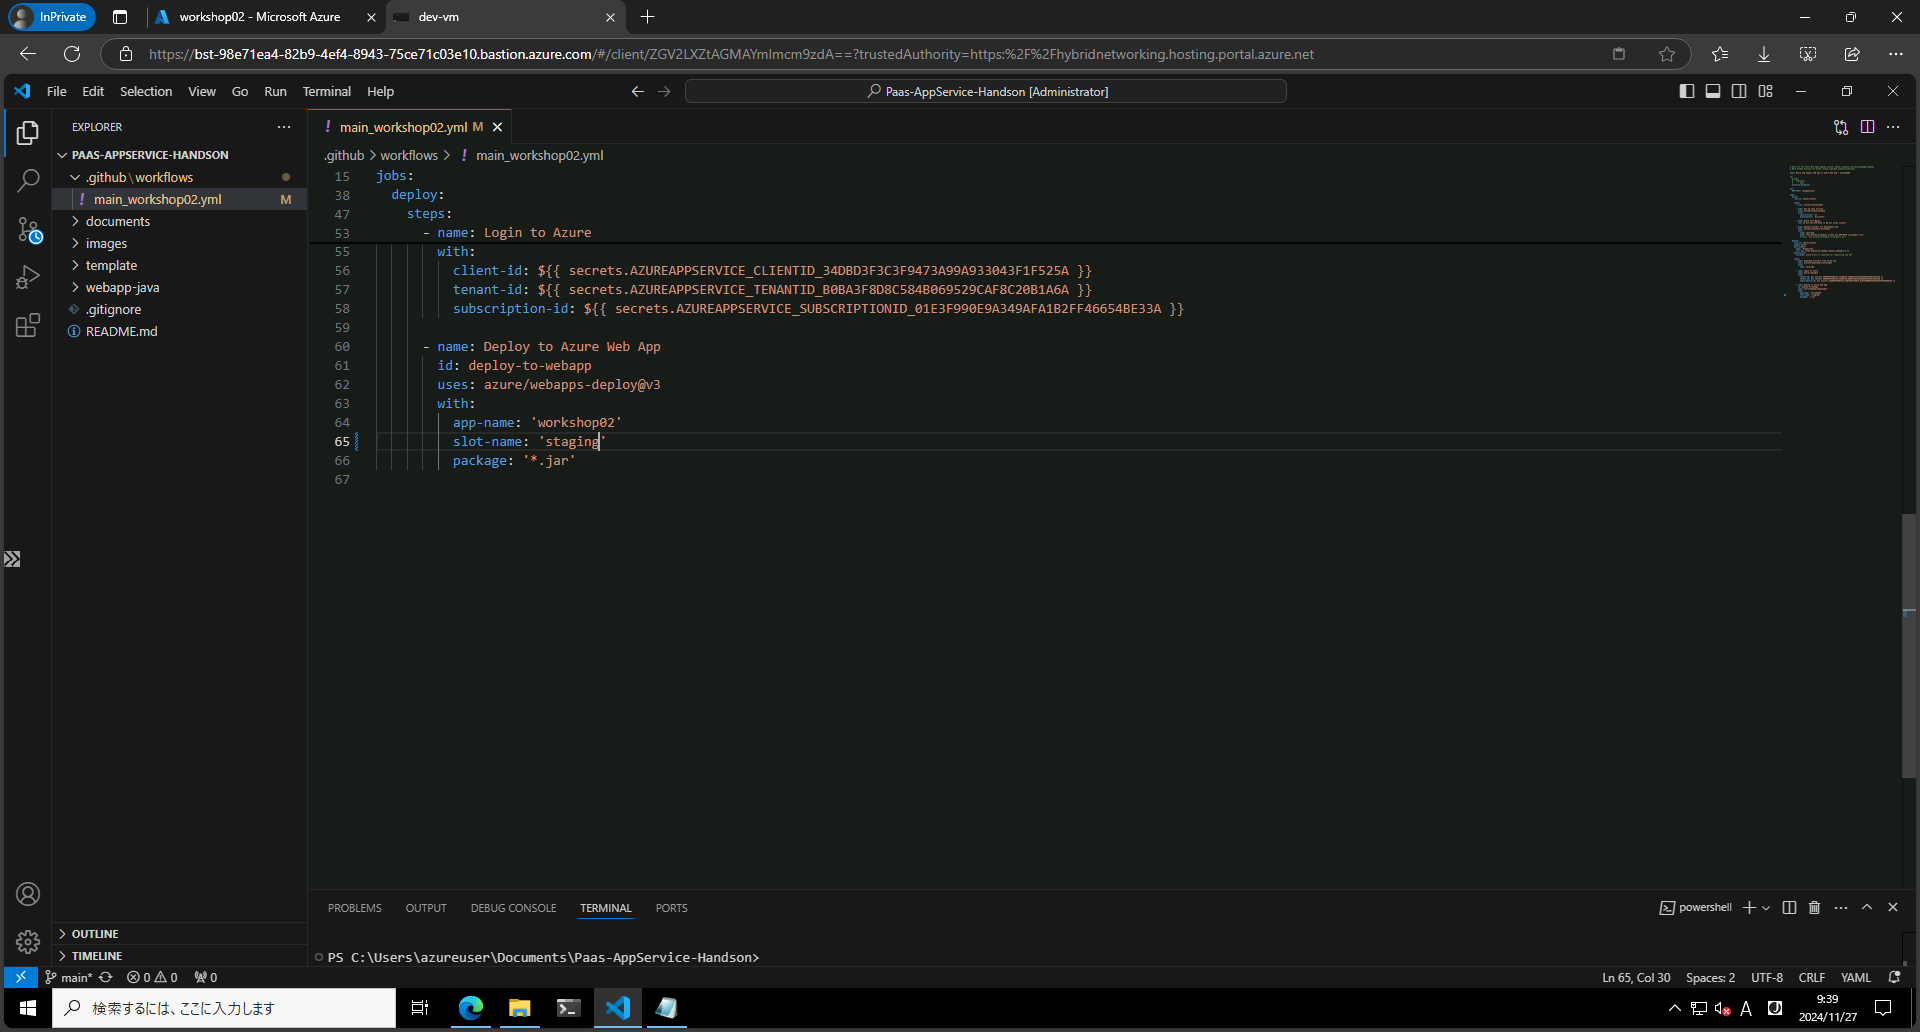 InPrivate
workshop02 - Microsoft Azure
dev-vm
https://bst-98e71ea4-82b9-4ef4-8943-75ce71c03e10.bastion.azure.com/#/client/ZGV2LXZtAGMAYmlmcm9zdA==?trustedAuthority=https:%2F%2Fhybridnetworking.hosting.portal.azure.net
File Edit Selection View Go Run Terminal Help
Paas-AppService-Handson [Administrator]
EXPLORER
PAAS-APPSERVICE-HANDSON
.github\workflows
! main_workshop02.yml M
documents
images
template
webapp-java
.gitignore
README.md
OUTLINE
TIMELINE
! main_workshop02.yml M
.github > workflows > ! main_workshop02.yml
15 jobs:
38 deploy:
47 steps:
53 - name: Login to Azure
55 with:
56 client-id: ${{ secrets.AZUREAPPSERVICE_CLIENTID_34DBD3F3C3F9473A99A933043F1F525A }}
57 tenant-id: ${{ secrets.AZUREAPPSERVICE_TENANTID_B0BA3F8D8C584B069529CAF8C20B1A6A }}
58 subscription-id: ${{ secrets.AZUREAPPSERVICE_SUBSCRIPTIONID_01E3F990E9A349AFA1B2FF46654BE33A }}
59
60 - name: Deploy to Azure Web App
61 id: deploy-to-webapp
62 uses: azure/webapps-deploy@v3
63 with:
64 app-name: 'workshop02'
65 slot-name: 'staging'
66 package: '*.jar'
67
PROBLEMS OUTPUT DEBUG CONSOLE TERMINAL PORTS
powershell
PS C:\Users\azureuser\Documents\Paas-AppService-Handson>
main* 0 0 0
Ln 65, Col 30 Spaces: 2 UTF-8 CRLF YAML
検索するには、ここに入力します
A
9:39
2024/11/27